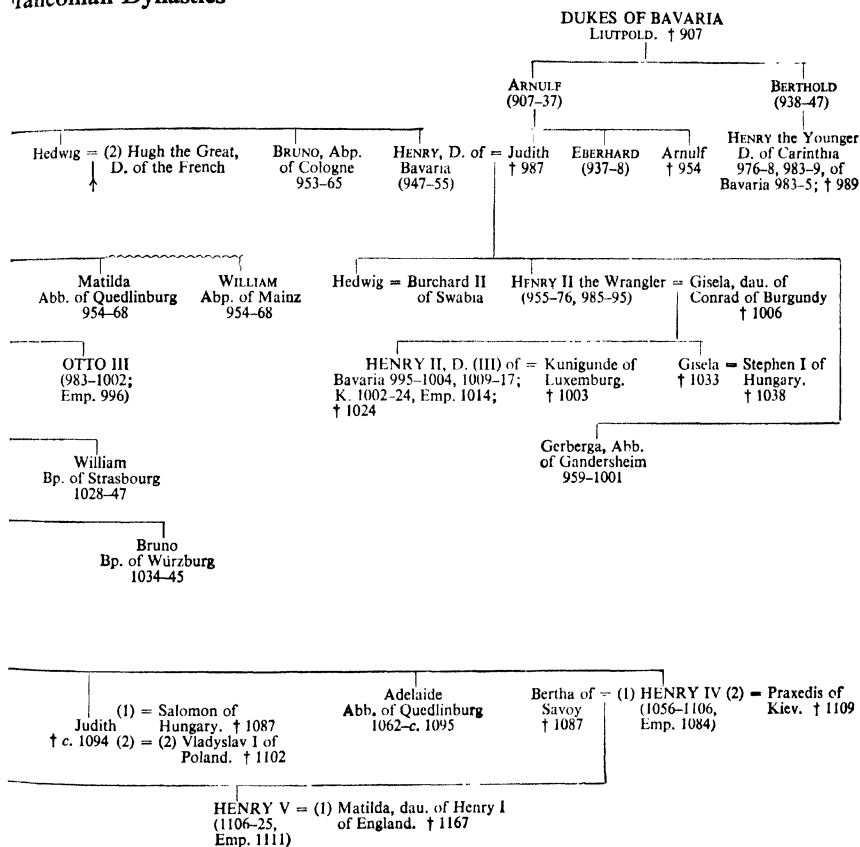 Dynasties
DUKES OF BAVARIA
LIUTPOLD. † 907
ARNULF
(907–37)
BERTHOLD
(938–47)
Hedwig = (2) Hugh the Great,
D. of the French
BRUNO, Abp.
of Cologne
953–65
HENRY, D. of = Judith
Bavaria † 987
(947–55)
EBERHARD
(937–8)
Arnulf
† 954
HENRY the Younger
D. of Carinthia
976–8, 983–9, of
Bavaria 983–5; † 989
Matilda
Abb. of Quedlinburg
954–68
WILLIAM
Abp. of Mainz
954–68
Hedwig = Burchard II
of Swabia
HENRY II the Wrangler = Gisela, dau. of
(955–76, 985–95) Conrad of Burgundy
† 1006
OTTO III
(983–1002;
Emp. 996)
HENRY II, D. (III) of = Kunigunde of
Bavaria 995–1004, 1009–17; Luxemburg.
K. 1002–24, Emp. 1014; † 1003
† 1024
Gisela = Stephen I of
† 1033 Hungary.
† 1038
Gerberga, Abb.
of Gandersheim
959–1001
William
Bp. of Strasbourg
1028–47
Bruno
Bp. of Würzburg
1034–45
(1) = Salomon of
Judith Hungary. † 1087
† c. 1094 (2) = (2) Vladyslav I of
Poland. † 1102
Adelaide
Abb. of Quedlinburg
1062–c. 1095
Bertha of = (1) HENRY IV (2) = Praxedis of
Savoy (1056–1106, Kiev. † 1109
† 1087 Emp. 1084)
HENRY V = (1) Matilda, dau. of Henry I
(1106–25, of England. † 1167
Emp. 1111)